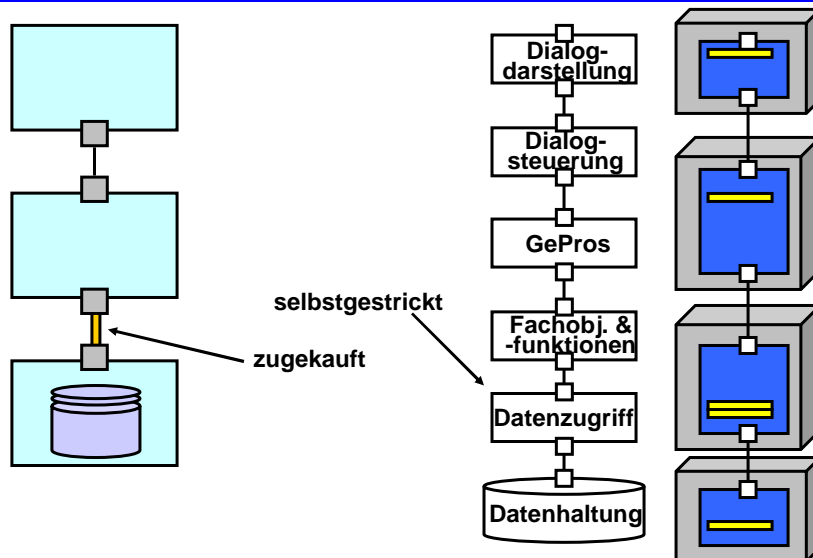 Dialog-
darstellung
Dialog-
steuerung
GePros
selbstgestrickt
Fachobj. &
-funktionen
zugekauft
Datenzugriff
Datenhaltung